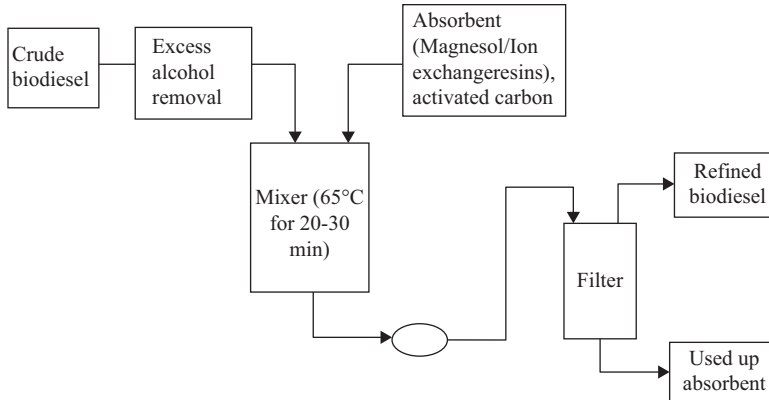 Crude
biodiesel
Excess
alcohol
removal
Absorbent
(Magnesol/Ion
exchangeresins),
activated carbon
Mixer (65°C
for 20-30
min)
Refined
biodiesel
Filter
Used up
absorbent